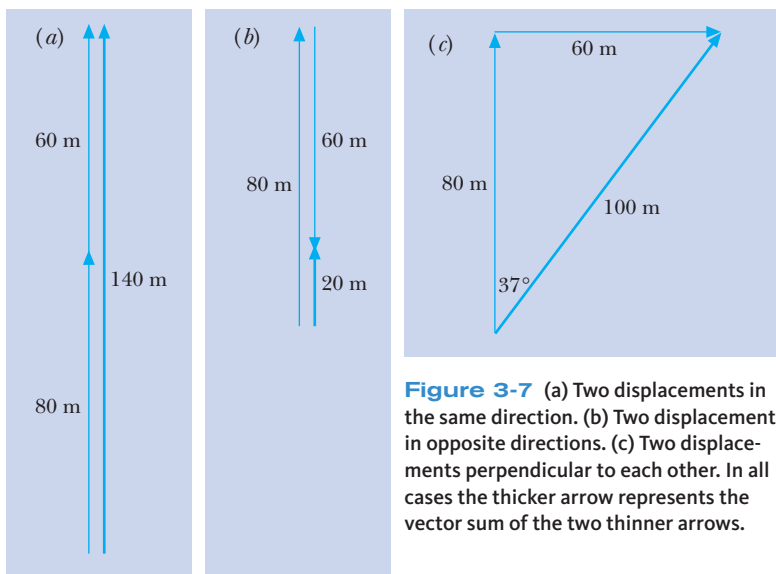 (a)
60 m
140 m
80 m
(b)
60 m
80 m
20 m
(c)
60 m
80 m
100 m
37°
Figure 3-7 (a) Two displacements in
the same direction. (b) Two displacement
in opposite directions. (c) Two displace-
ments perpendicular to each other. In all
cases the thicker arrow represents the
vector sum of the two thinner arrows.